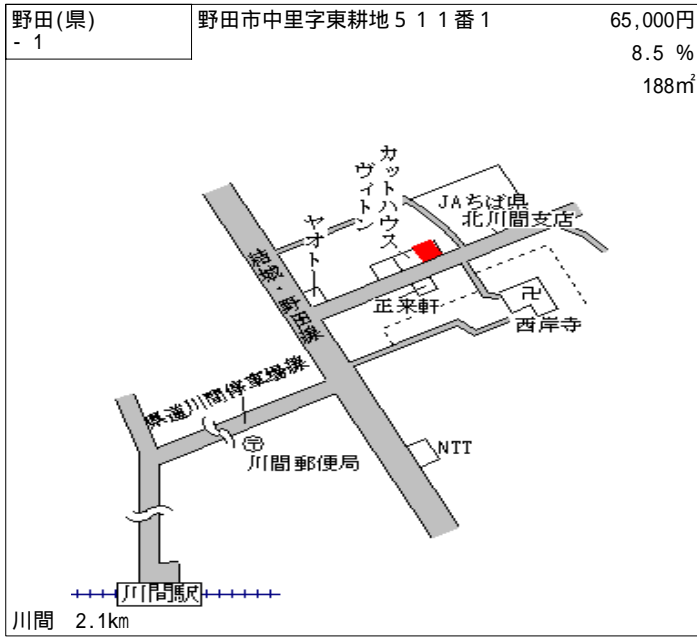 野田(県)
- 1
野田市中里字東耕地５１１番１
65,000円
8.5 %
188㎡
カットハウス
ヴィトン
JAちば県
北川間支店
ヤオトー
正来軒
卍
西岸寺
県道川間停車場線
〒
川間郵便局
NTT
川間駅
川間 2.1km